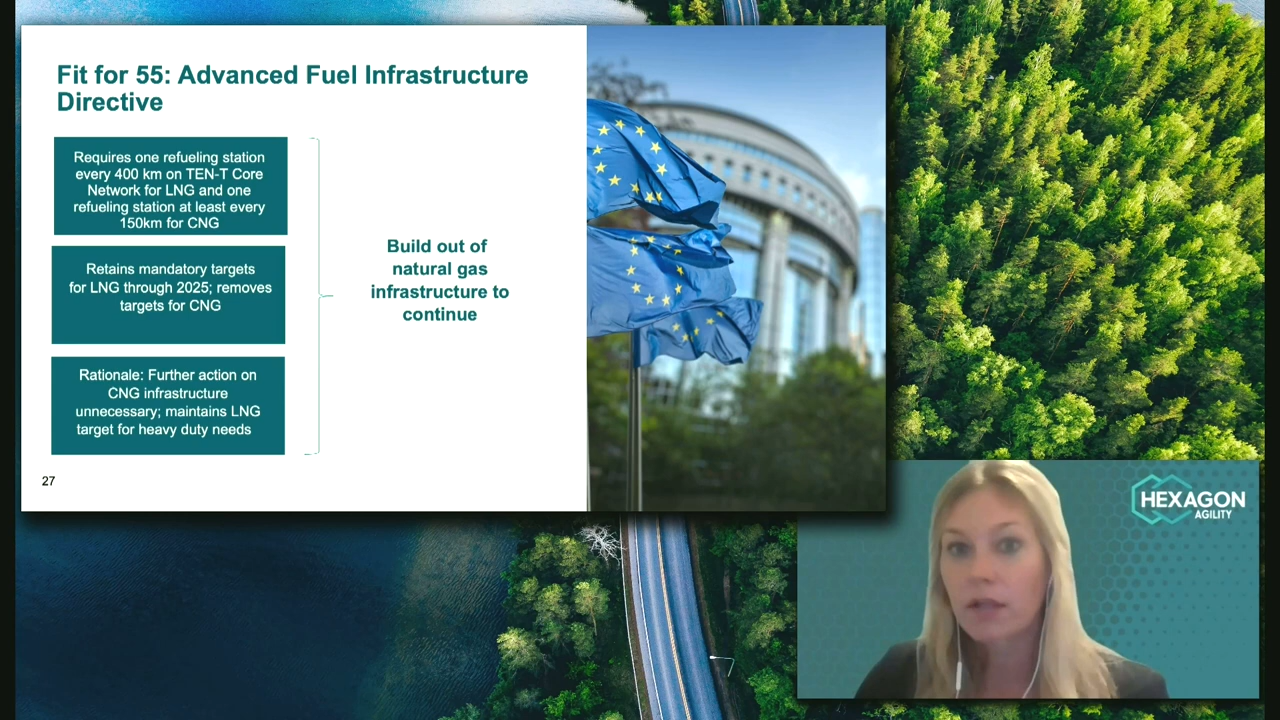 Fit for 55: Advanced Fuel Infrastructure
Directive
Requires one refueling station
every 400 km on TEN-T Core
Network for LNG and one
refueling station at least every
150km for CNG
Retains mandatory targets
for LNG through 2025; removes
targets for CNG
Rationale: Further action on
CNG infrastructure
unnecessary; maintains LNG
target for heavy duty needs
Build out of
natural gas
infrastructure to
continue
27
HEXAGON
AGILITY